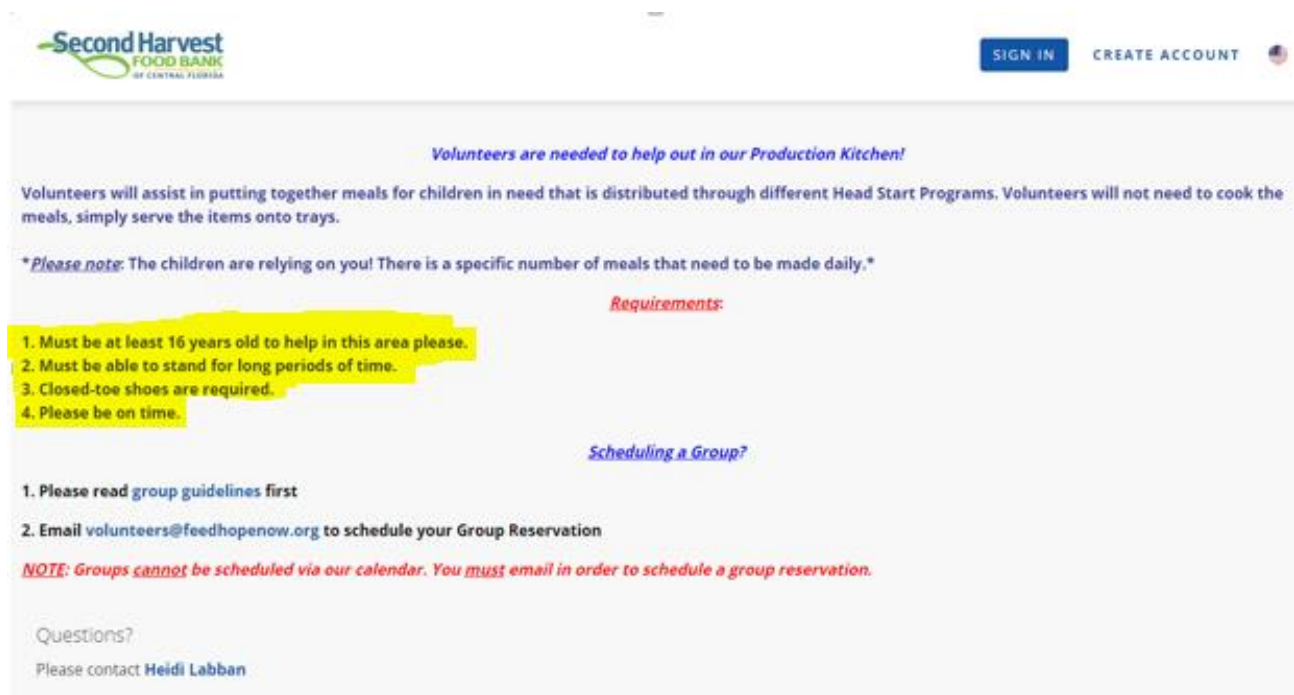 Second Harvest
FOOD BANK
OF CENTRAL FLORIDA
SIGN IN
CREATE ACCOUNT
Volunteers are needed to help out in our Production Kitchen!
Volunteers will assist in putting together meals for children in need that is distributed through different Head Start Programs. Volunteers will not need to cook the
meals, simply serve the items onto trays.
*Please note: The children are relying on you! There is a specific number of meals that need to be made daily.*
Requirements:
1. Must be at least 16 years old to help in this area please.
2. Must be able to stand for long periods of time.
3. Closed-toe shoes are required.
4. Please be on time.
Scheduling a Group?
1. Please read group guidelines first
2. Email volunteers@feedhopenow.org to schedule your Group Reservation
NOTE: Groups cannot be scheduled via our calendar. You must email in order to schedule a group reservation.
Questions?
Please contact Heidi Labban